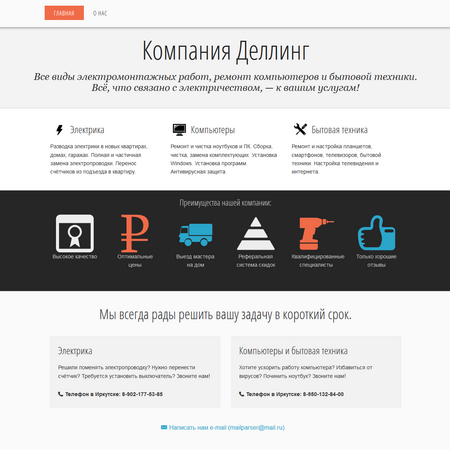 ГЛАВНАЯ О НАС
Компания Деллинг
Все виды электромонтажных работ, ремонт компьютеров и бытовой техники.
Всё, что связано с электричеством, — к вашим услугам!
Электрика
Разводка электрики в новых квартирах,
домах, гаражах. Полная и частичная
замена электропроводки. Перенос
счётчиков из подъезда в квартиру.
Компьютеры
Ремонт и чистка ноутбуков и ПК. Сборка,
чистка, замена комплектующих. Установка
Windows. Установка программ.
Антивирусная защита.
Бытовая техника
Ремонт и настройка планшетов,
смартфонов, телевизоров, бытовой
техники. Настройка телевидения и
интернета.
Преимущества нашей компании:
Высокое качество
Оптимальные
цены
Выезд мастера
на дом
Реферальная
система скидок
Квалифицированные
специалисты
Только хорошие
отзывы
Мы всегда рады решить вашу задачу в короткий срок.
Электрика
Решили поменять электропроводку? Нужно перенести
счётчик? Требуется установить выключатель? Звоните нам!
Телефон в Иркутске: 8-902-177-53-85
Компьютеры и бытовая техника
Хотите ускорить работу компьютера? Избавиться от
вирусов? Починить ноутбук? Звоните нам!
Телефон в Иркутске: 8-950-132-84-00
Написать нам e-mail (mailparser@mail.ru)